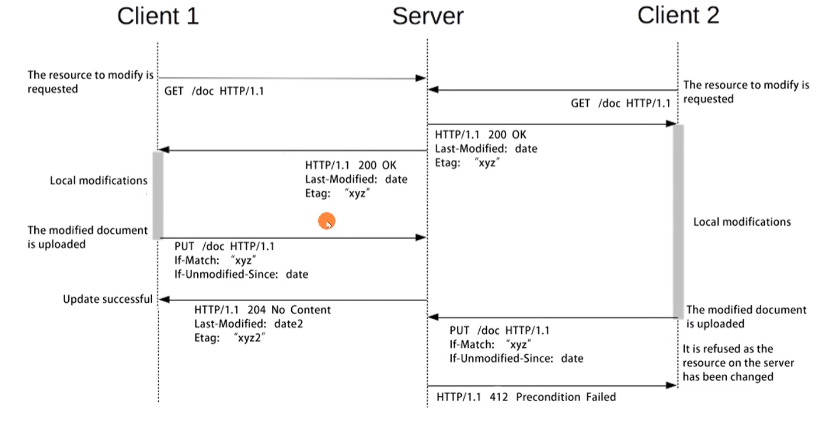 Client 1
Server
Client 2
The resource to modify is
requested
GET /doc HTTP/1.1
The resource to modify is
requested
GET /doc HTTP/1.1
HTTP/1.1 200 OK
Last-Modified: date
Etag: "xyz"
HTTP/1.1 200 OK
Last-Modified: date
Etag: "xyz"
Local modifications
Local modifications
The modified document
is uploaded
PUT /doc HTTP/1.1
If-Match: "xyz"
If-Unmodified-Since: date
Update successful
HTTP/1.1 204 No Content
Last-Modified: date2
Etag: "xyz2"
The modified document
is uploaded
PUT /doc HTTP/1.1
If-Match: "xyz"
If-Unmodified-Since: date
It is refused as the
resource on the server
has been changed
HTTP/1.1 412 Precondition Failed